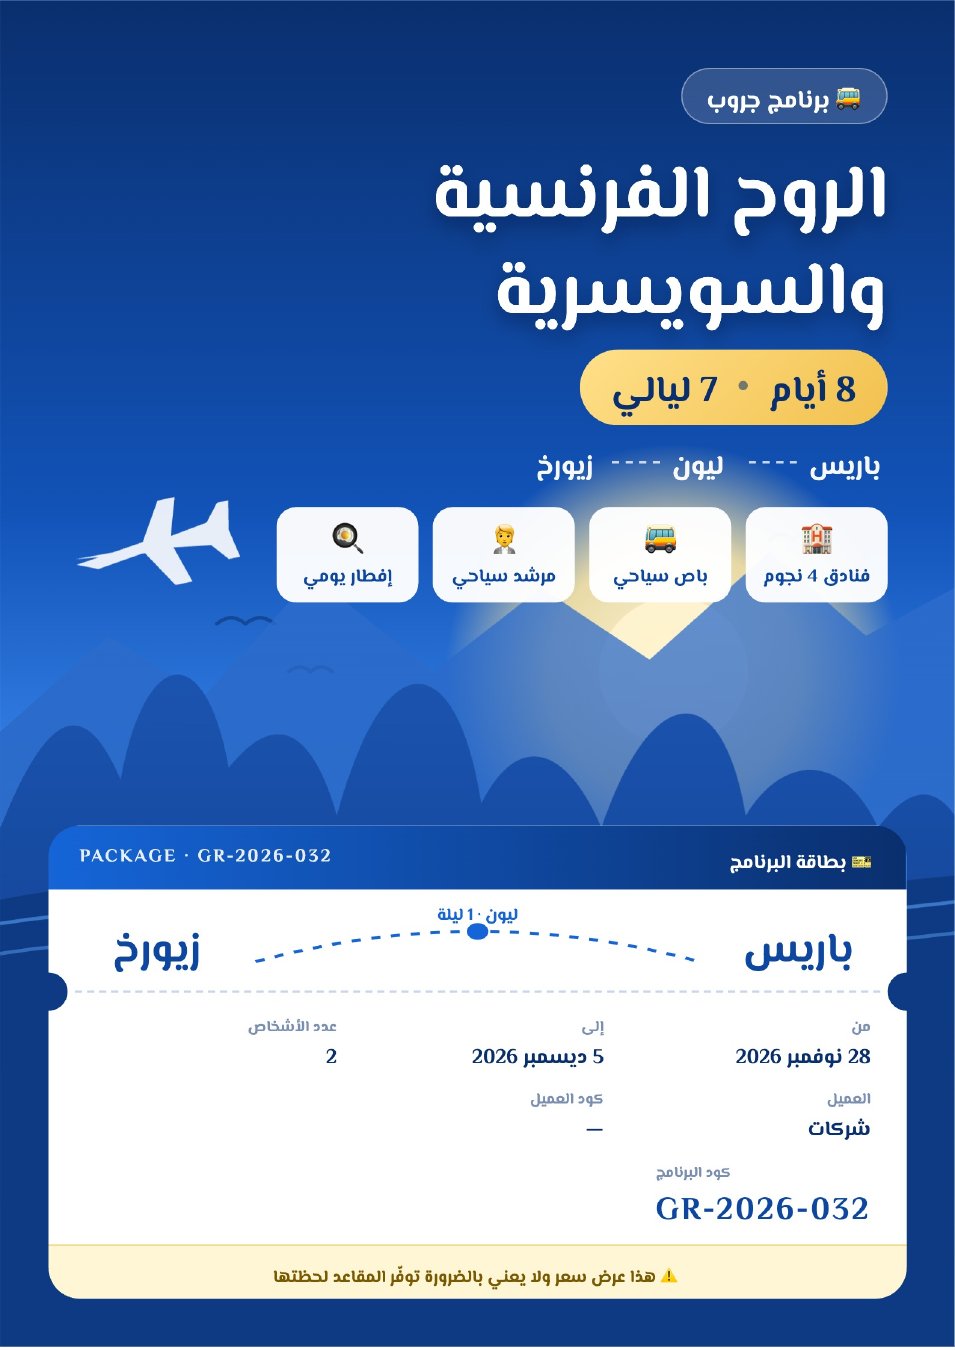 برنامج جروب
الروح الفرنسية
والسويسرية
8 أيام • 7 ليالي
باريس ---- ليون ---- زيورخ
فنادق 4 نجوم
باص سياحي
مرشد سياحي
إفطار يومي
بطاقة البرنامج
PACKAGE · GR-2026-032
ليون · 1 ليلة
باريس
زيورخ
من
إلى
عدد الأشخاص
28 نوفمبر 2026
5 ديسمبر 2026
2
العميل
كود العميل
شركات
—
كود البرنامج
GR-2026-032
⚠️ هذا عرض سعر ولا يعني بالضرورة توفّر المقاعد لحظتها